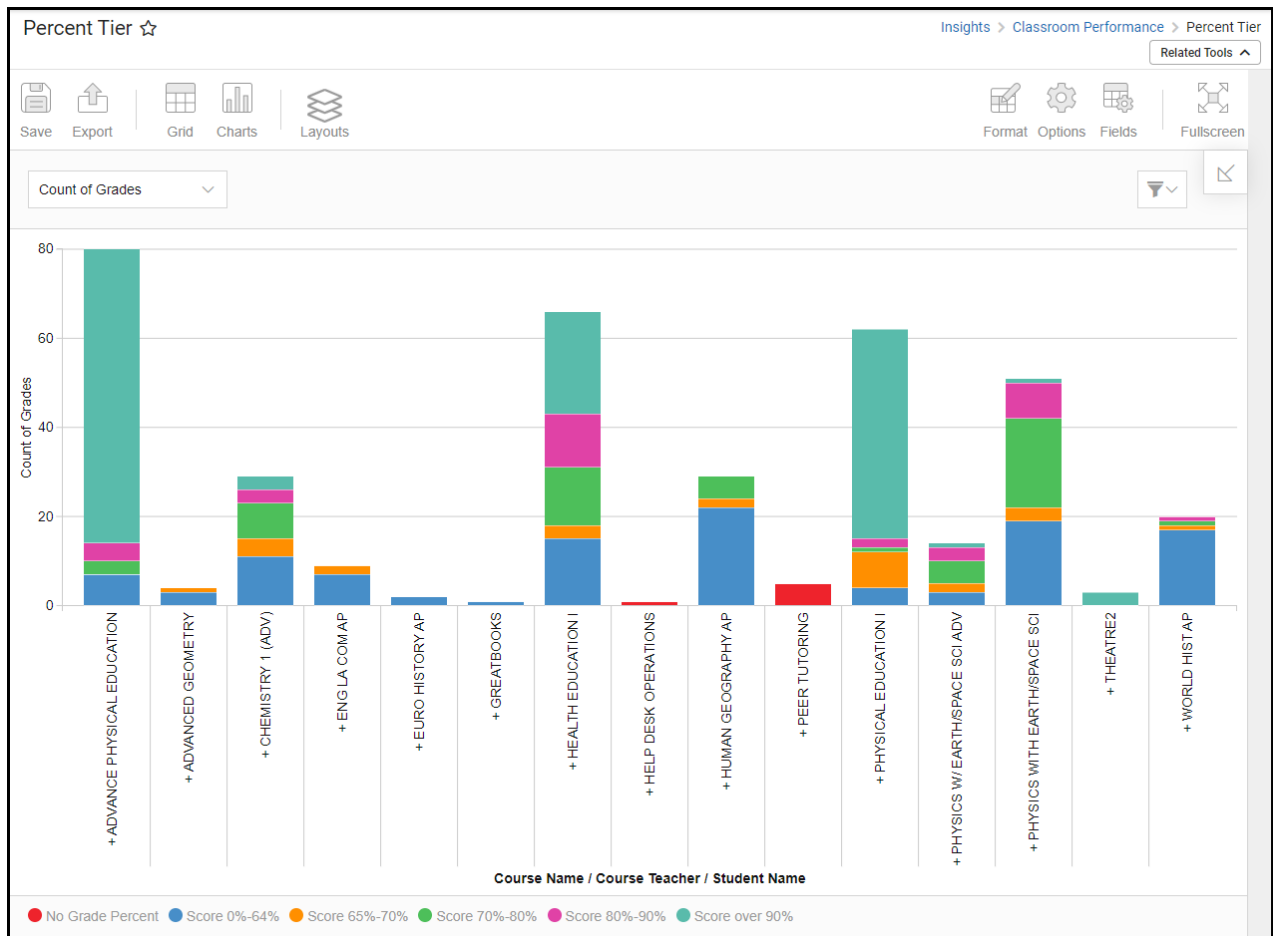 Percent Tier
Insights > Classroom Performance > Percent Tier
Related Tools
Save Export Grid Charts Layouts Format Options Fields Fullscreen
Count of Grades
80
60
40
20
0
Count of Grades
+ ADVANCE PHYSICAL EDUCATION
+ ADVANCED GEOMETRY
+ CHEMISTRY 1 (ADV)
+ ENG LA COM AP
+ EURO HISTORY AP
+ GREATBOOKS
+ HEALTH EDUCATION I
+ HELP DESK OPERATIONS
+ HUMAN GEOGRAPHY AP
+ PEER TUTORING
+ PHYSICAL EDUCATION I
+ PHYSICS W/ EARTH/SPACE SCI ADV
+ PHYSICS WITH EARTH/SPACE SCI
+ THEATRE2
+ WORLD HIST AP
Course Name / Course Teacher / Student Name
No Grade Percent Score 0%-64% Score 65%-70% Score 70%-80% Score 80%-90% Score over 90%